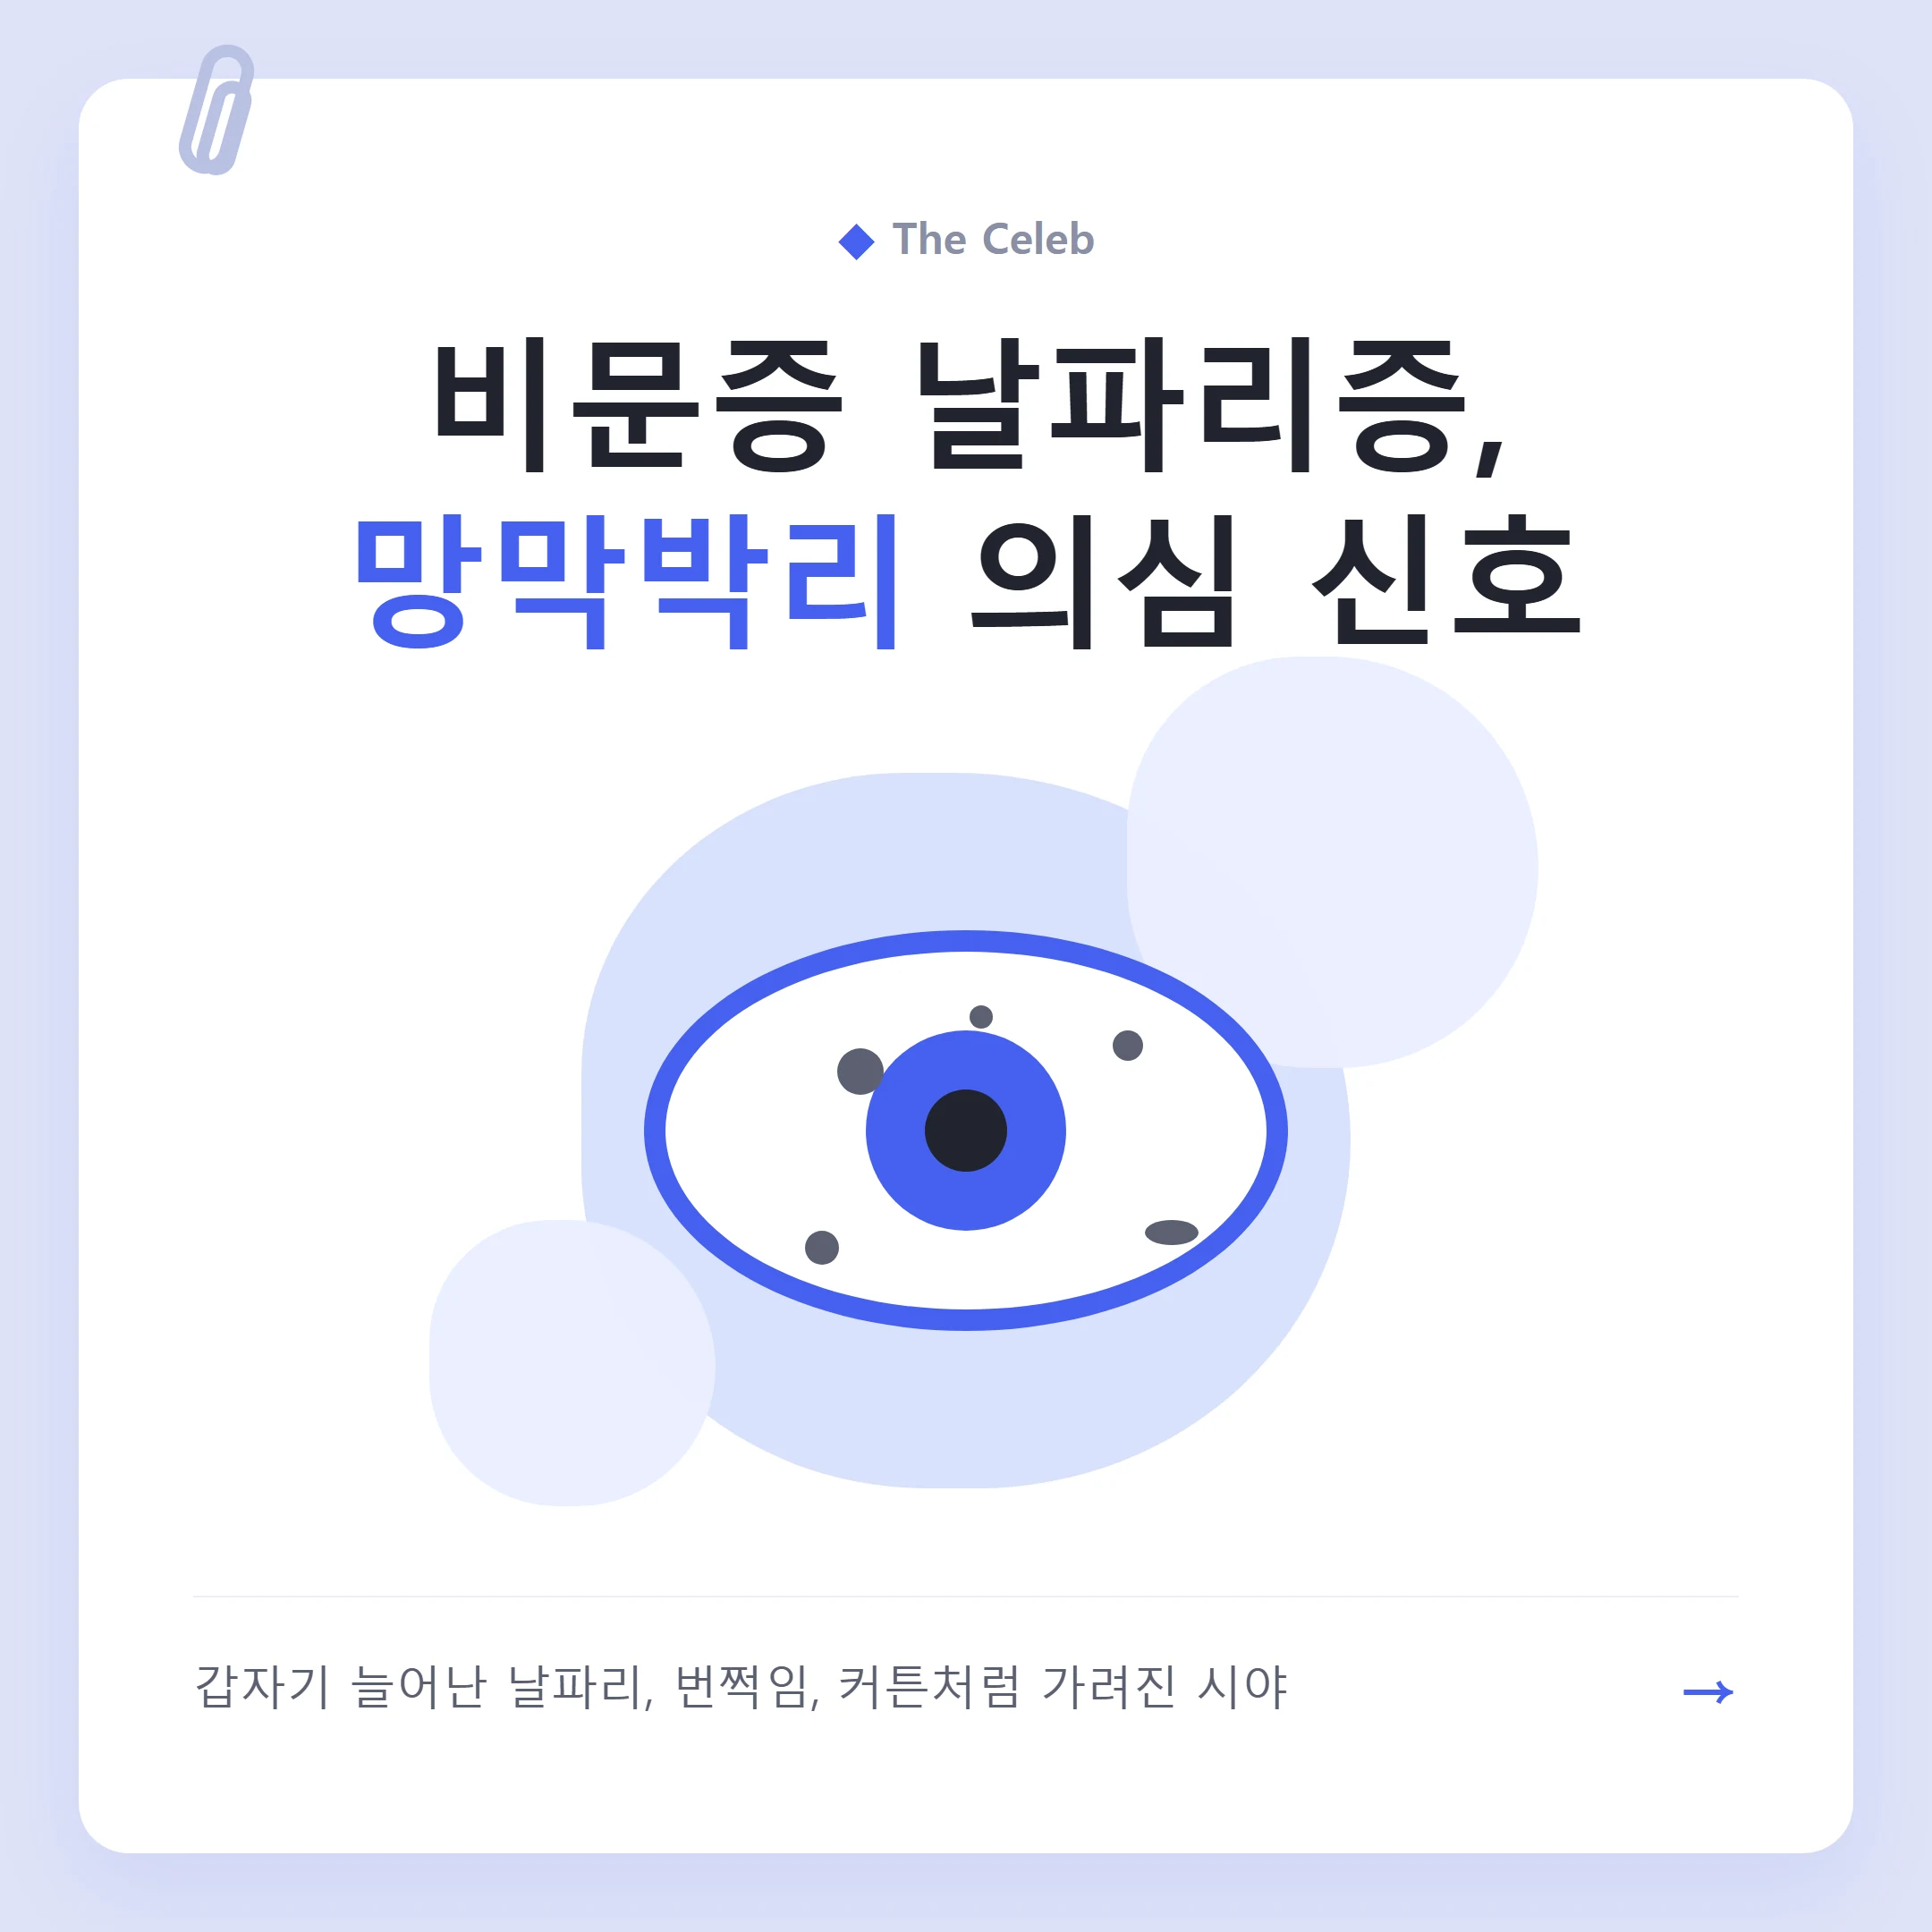 The Celeb
비문증 날파리증,
망막박리 의심 신호
갑자기 늘어난 날파리, 번쩍임, 커튼처럼 가려진 시야 →